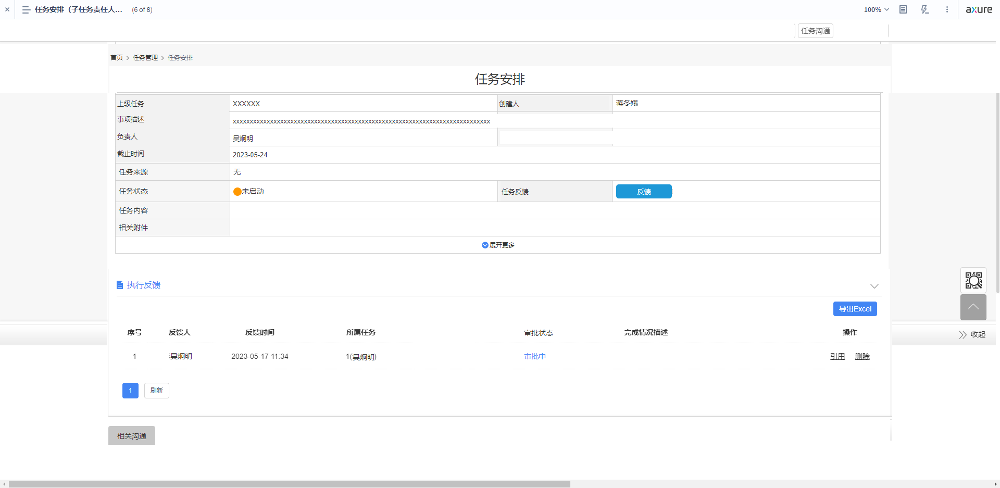 任务安排（子任务责任人... (6 of 8) 100% axure
任务沟通
首页 > 任务管理 > 任务安排
任务安排
上级任务 XXXXXX 创建人 蒋冬娥
事项描述 xxxxxxxxxxxxxxxxxxxxxxxxxxxxxxxxxxxxxxxxxxxxxxxxxxxxxxxxxxxxxxxxxxxxxxxxxxxx
负责人 吴炯明
截止时间 2023-05-24
任务来源 无
任务状态 未启动 任务反馈 反馈
任务内容
相关附件
展开更多
执行反馈
导出Excel
序号 反馈人 反馈时间 所属任务 审批状态 完成情况描述 操作
收起
1 吴炯明 2023-05-17 11:34 1(吴炯明) 审批中 引用 删除
1 刷新
相关沟通